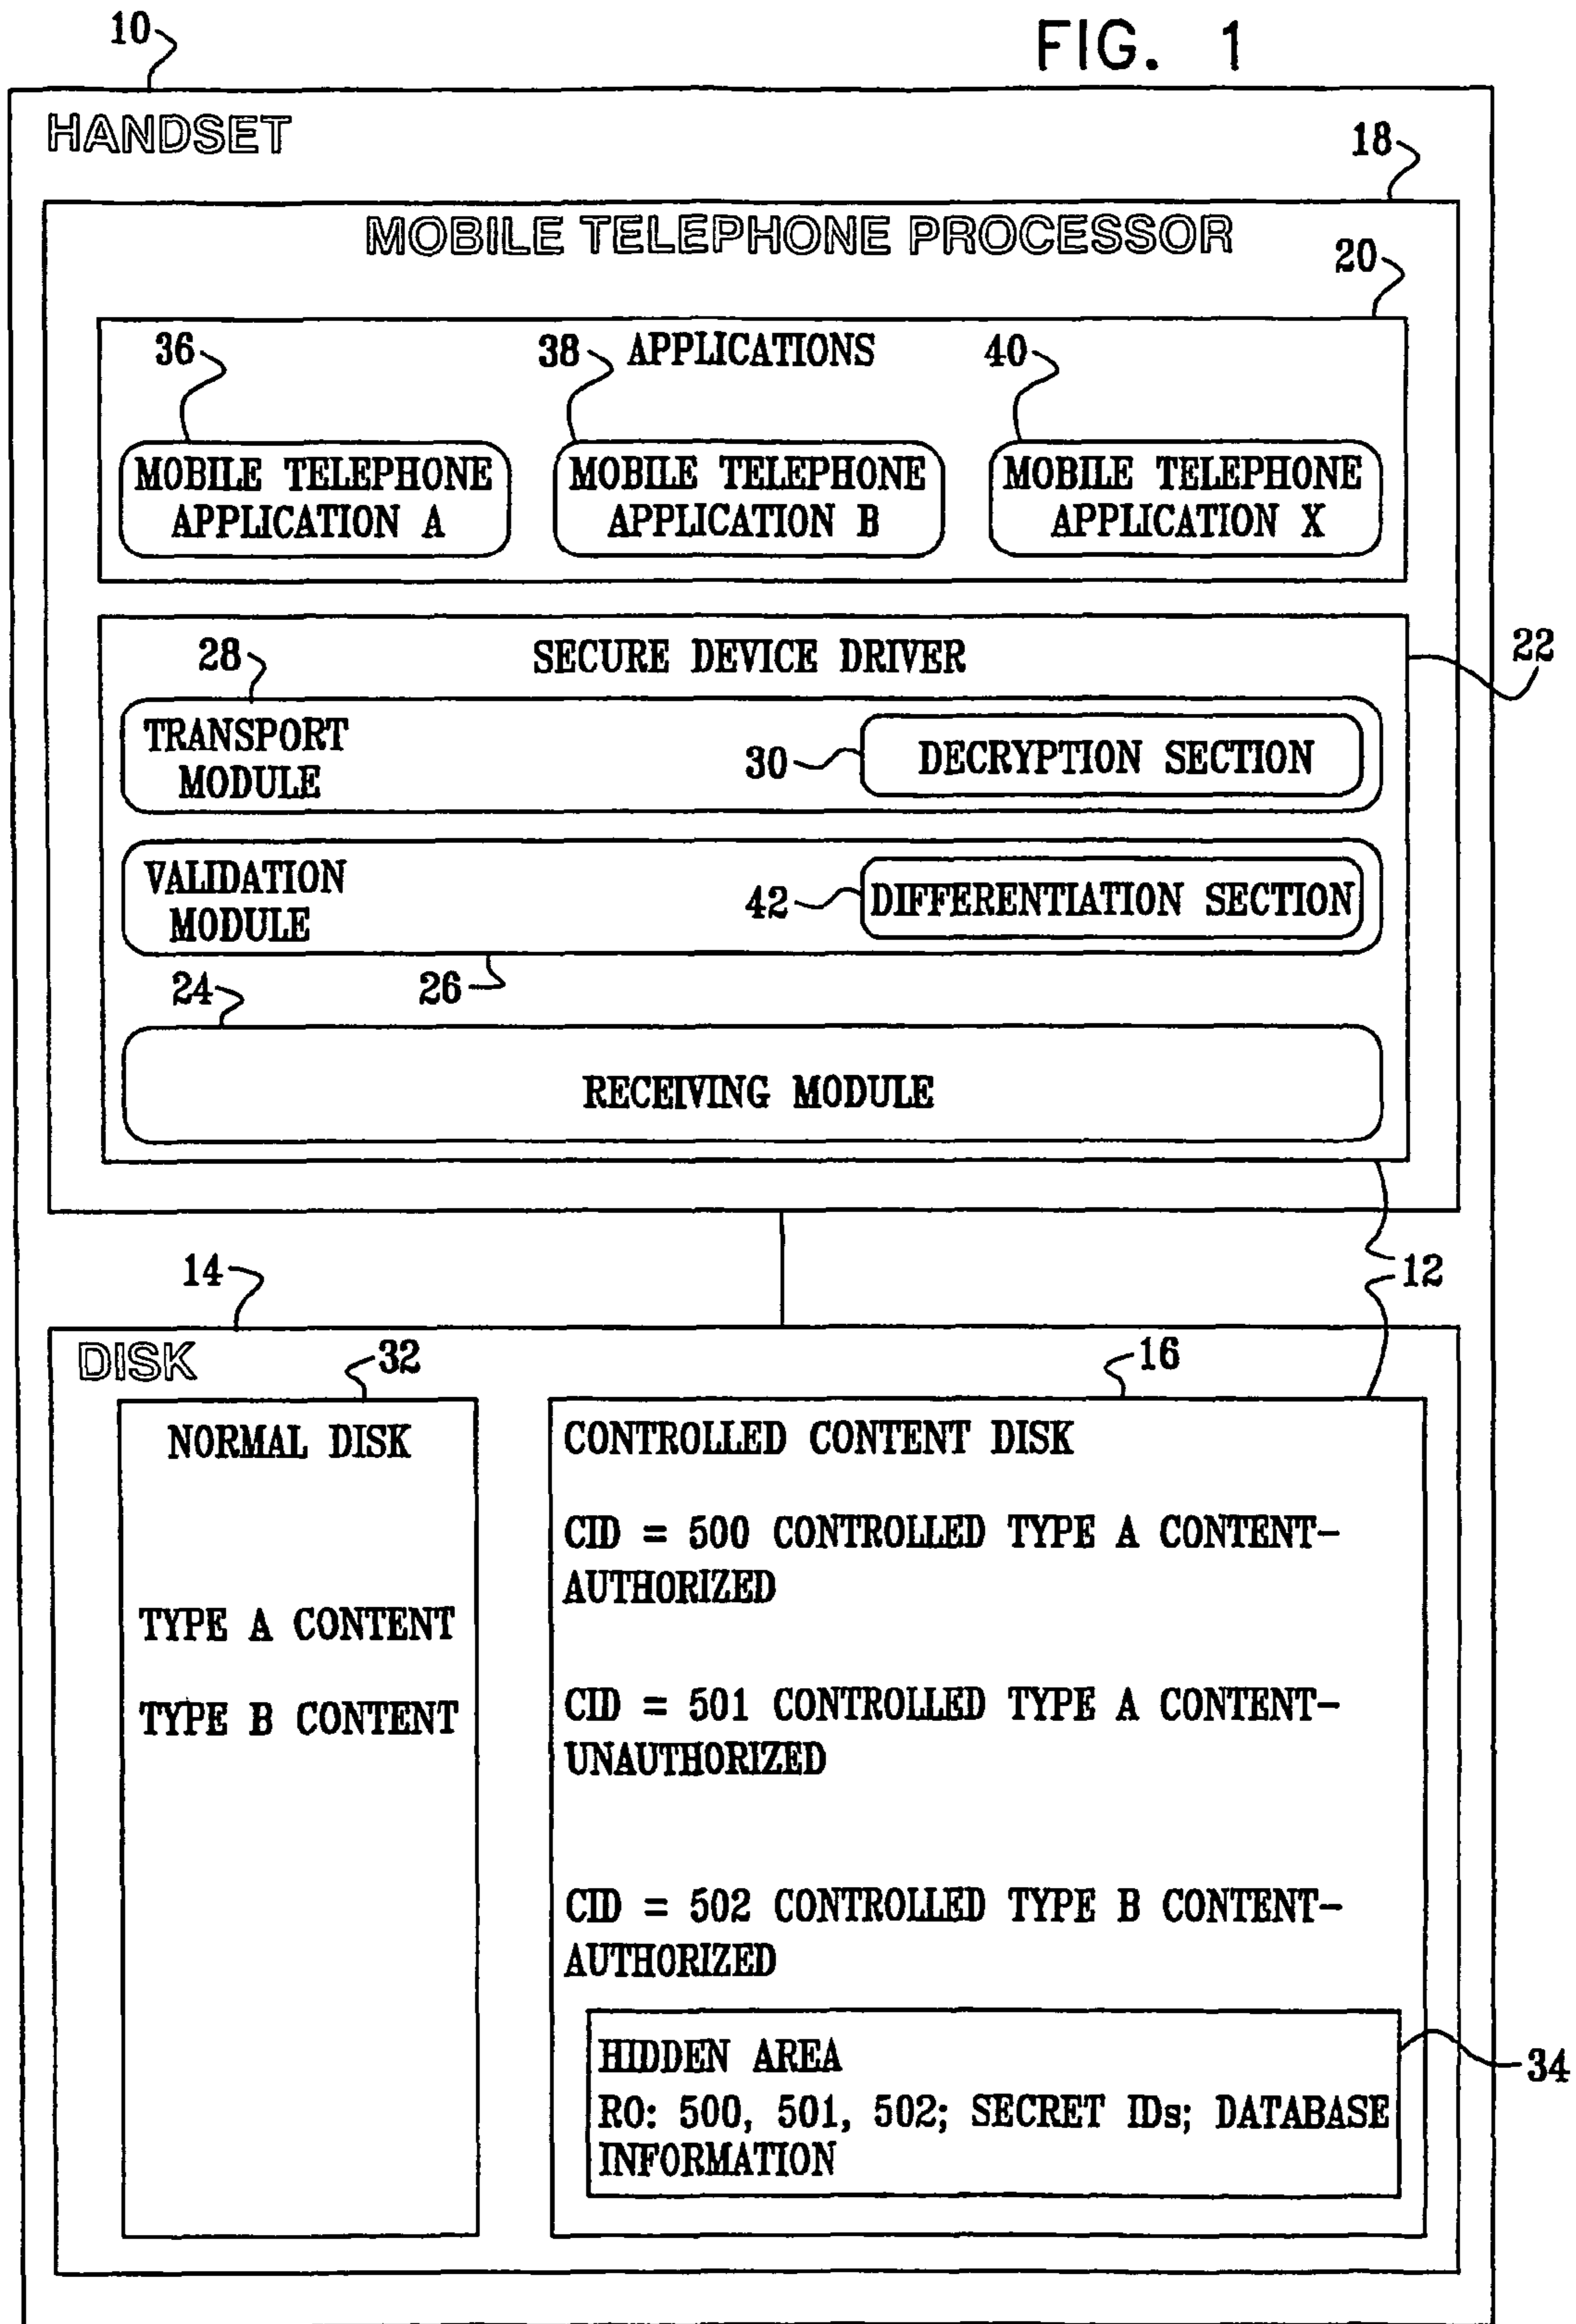 FIG. 1
10
HANDSET
18
MOBILE TELEPHONE PROCESSOR
20
APPLICATIONS
36
38
40
MOBILE TELEPHONE
APPLICATION A
MOBILE TELEPHONE
APPLICATION B
MOBILE TELEPHONE
APPLICATION X
22
SECURE DEVICE DRIVER
28
TRANSPORT
MODULE
30
DECRYPTION SECTION
VALIDATION
MODULE
42
DIFFERENTIATION SECTION
24
26
RECEIVING MODULE
12
14
DISK
32
NORMAL DISK
TYPE A CONTENT
TYPE B CONTENT
16
CONTROLLED CONTENT DISK
CID = 500 CONTROLLED TYPE A CONTENT-
AUTHORIZED
CID = 501 CONTROLLED TYPE A CONTENT-
UNAUTHORIZED
CID = 502 CONTROLLED TYPE B CONTENT-
AUTHORIZED
HIDDEN AREA
RO: 500, 501, 502; SECRET IDs; DATABASE
INFORMATION
34